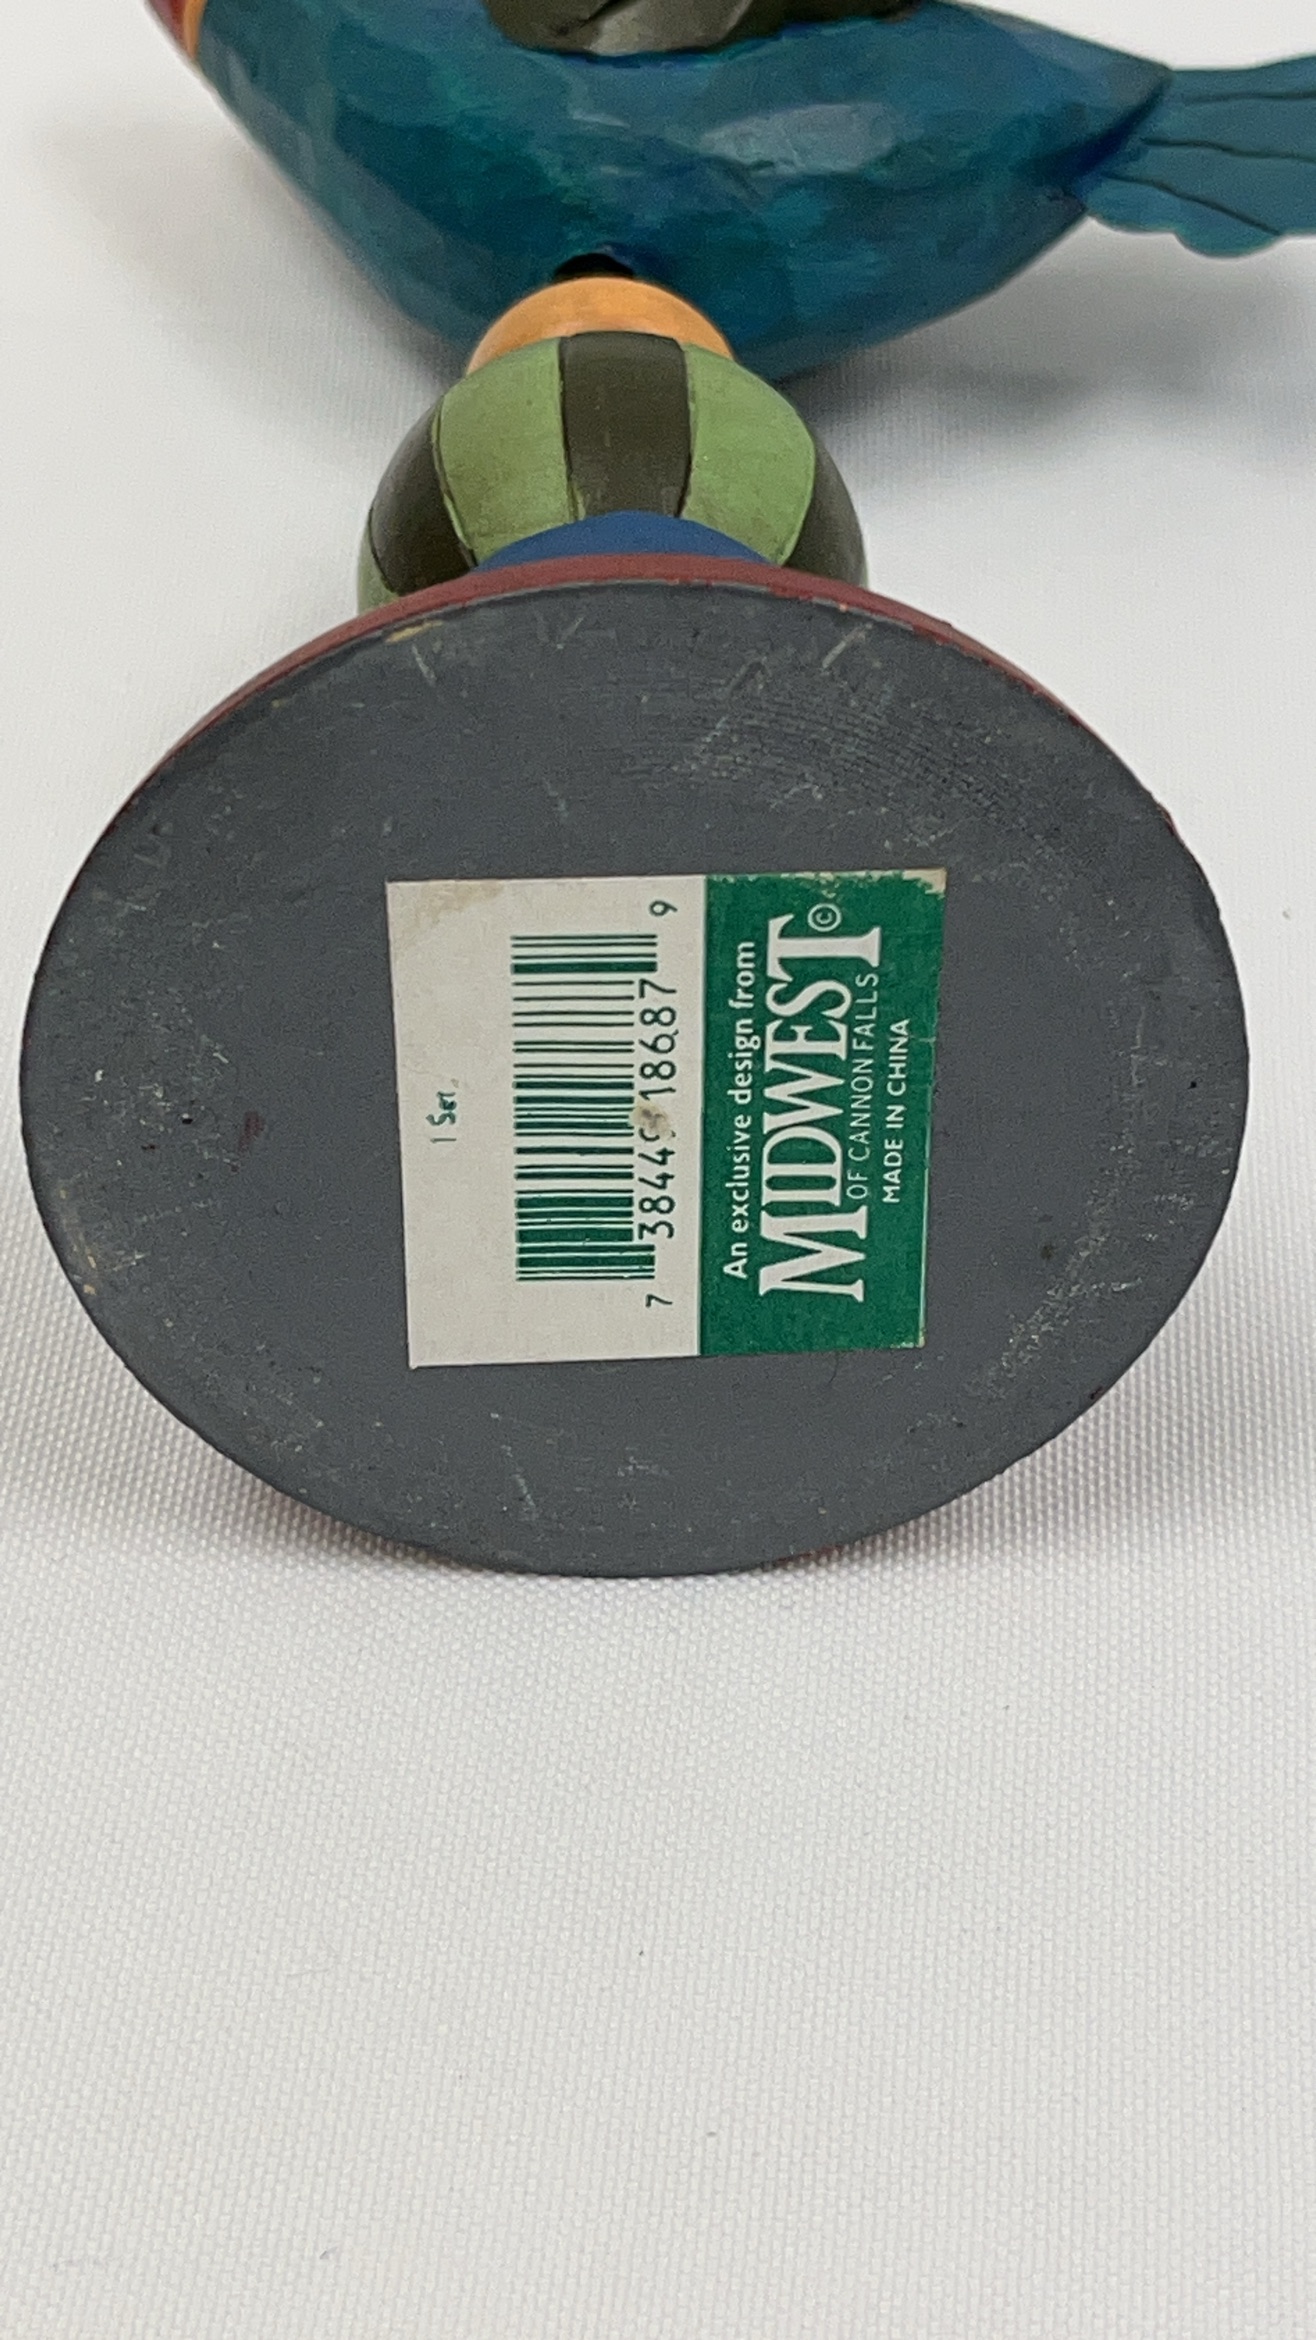 1 Set.
7 38449 18687 9
An exclusive design from
MIDWEST©
OF CANNON FALLS
MADE IN CHINA